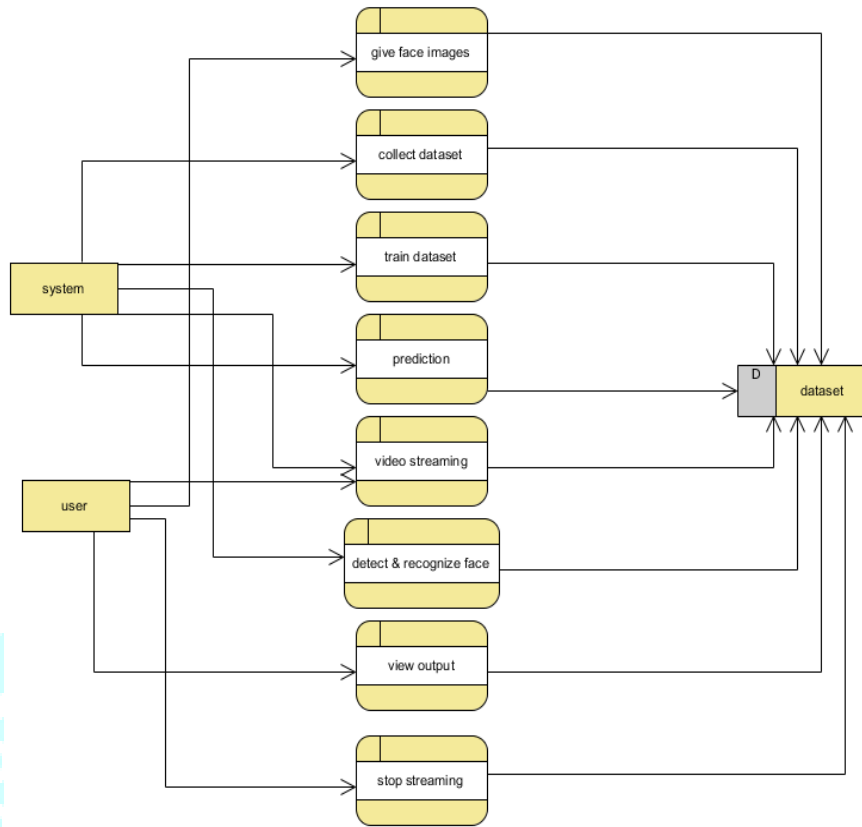 give face images
collect dataset
train dataset
system
prediction
D
dataset
video streaming
user
detect & recognize face
view output
stop streaming